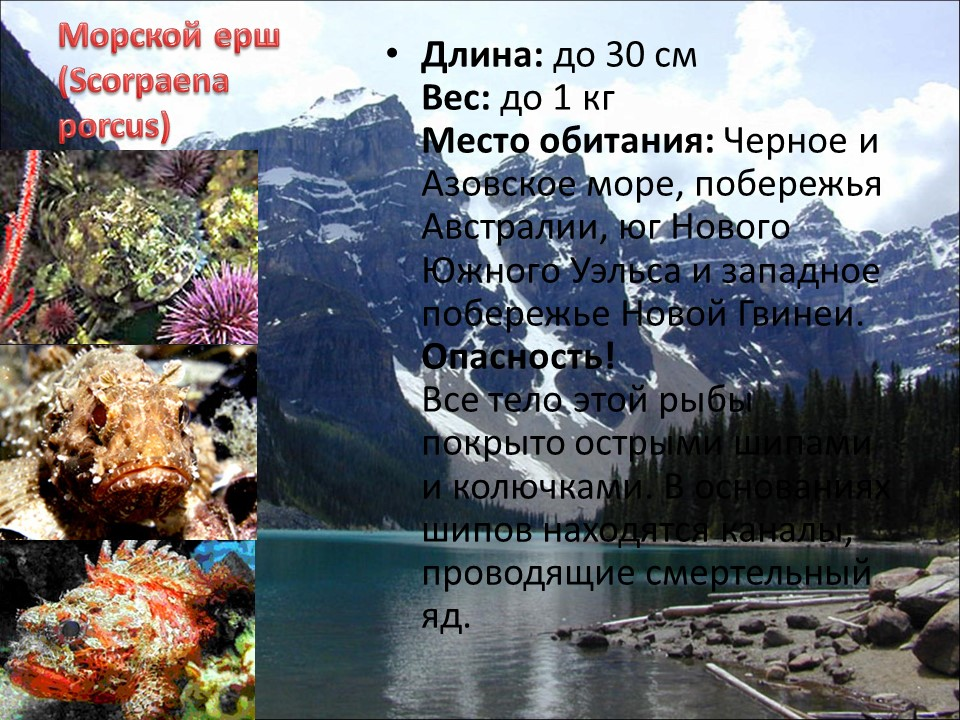 Морской ерш
(Scorpaena
porcus)
• Длина: до 30 см
Вес: до 1 кг
Место обитания: Черное и
Азовское море, побережья
Австралии, юг Нового
Южного Уэльса и западное
побережье Новой Гвинеи.
Опасность!
Все тело этой рыбы
покрыто острыми шипами
и колючками. В основаниях
шипов находятся каналы,
проводящие смертельный
яд.